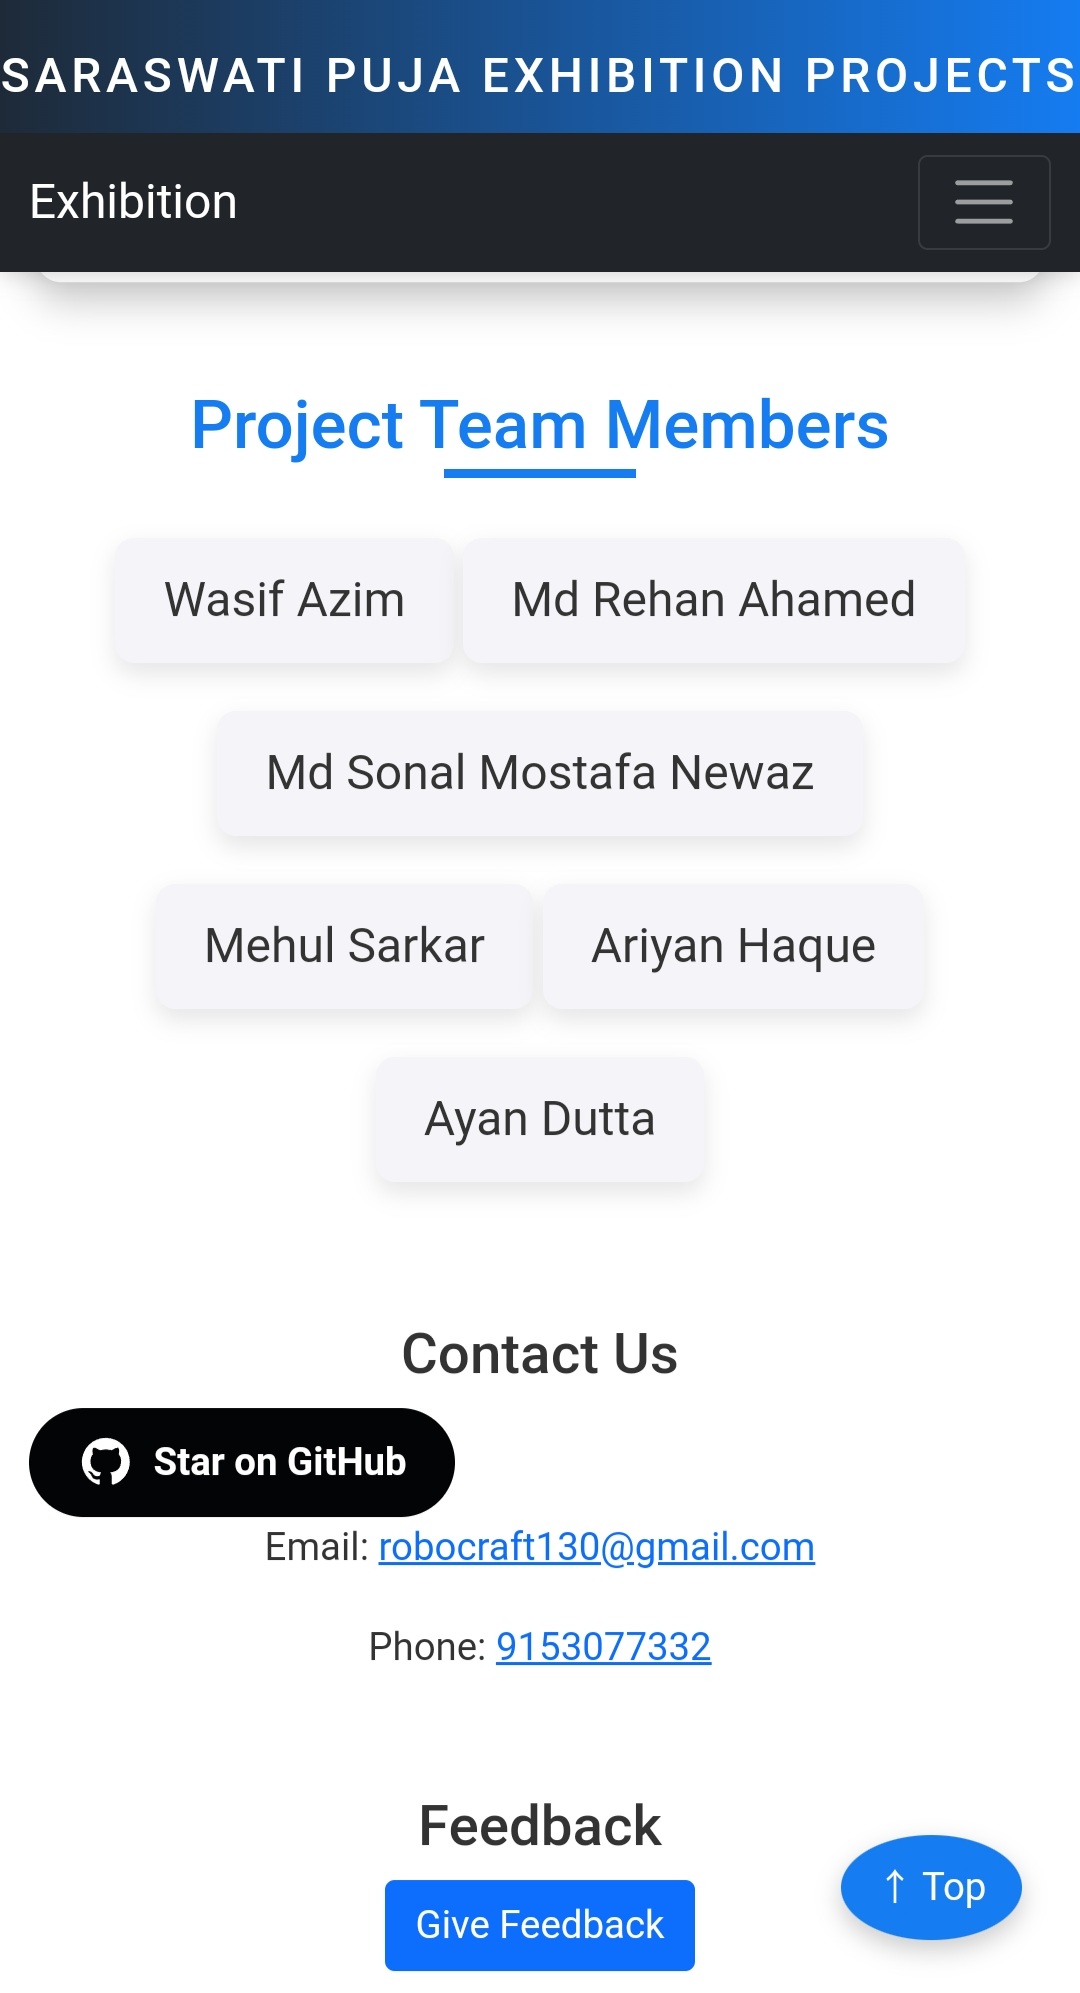 SARASWATI PUJA EXHIBITION PROJECTS
Exhibition
Project Team Members
Wasif Azim
Md Rehan Ahamed
Md Sonal Mostafa Newaz
Mehul Sarkar
Ariyan Haque
Ayan Dutta
Contact Us
Star on GitHub
Email: robocraft130@gmail.com
Phone: 9153077332
Feedback
Give Feedback
↑ Top